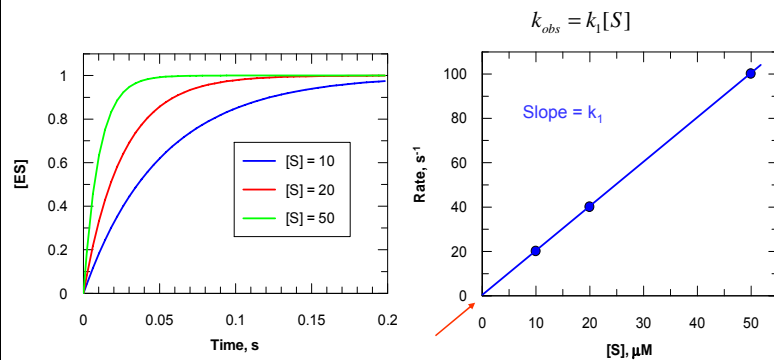 k_obs = k_1[S]
[ES]
1
0.8
0.6
0.4
0.2
0
0
0.05
0.1
0.15
0.2
Time, s
[S] = 10
[S] = 20
[S] = 50
Rate, s^-1
100
80
60
40
20
0
Slope = k_1
0
10
20
30
40
50
[S], μM